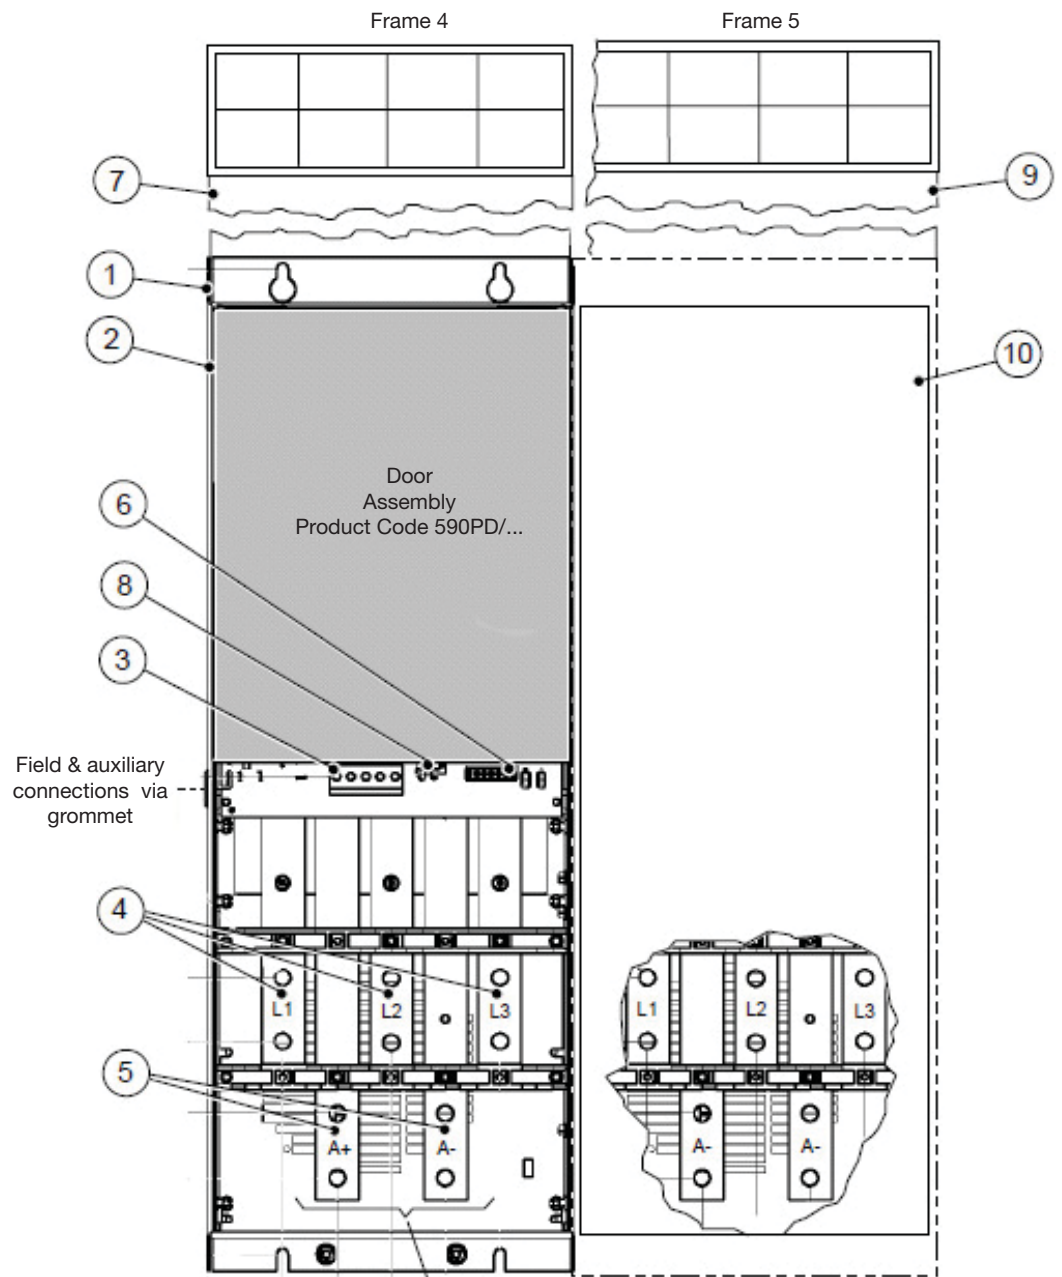 Frame 4
Frame 5
7
9
1
2
10
Door
Assembly
Product Code 590PD/...
6
8
3
Field & auxiliary
connections via
grommet
4
L1
L2
L3
L1
L2
L3
5
A+
A-
A-
A-